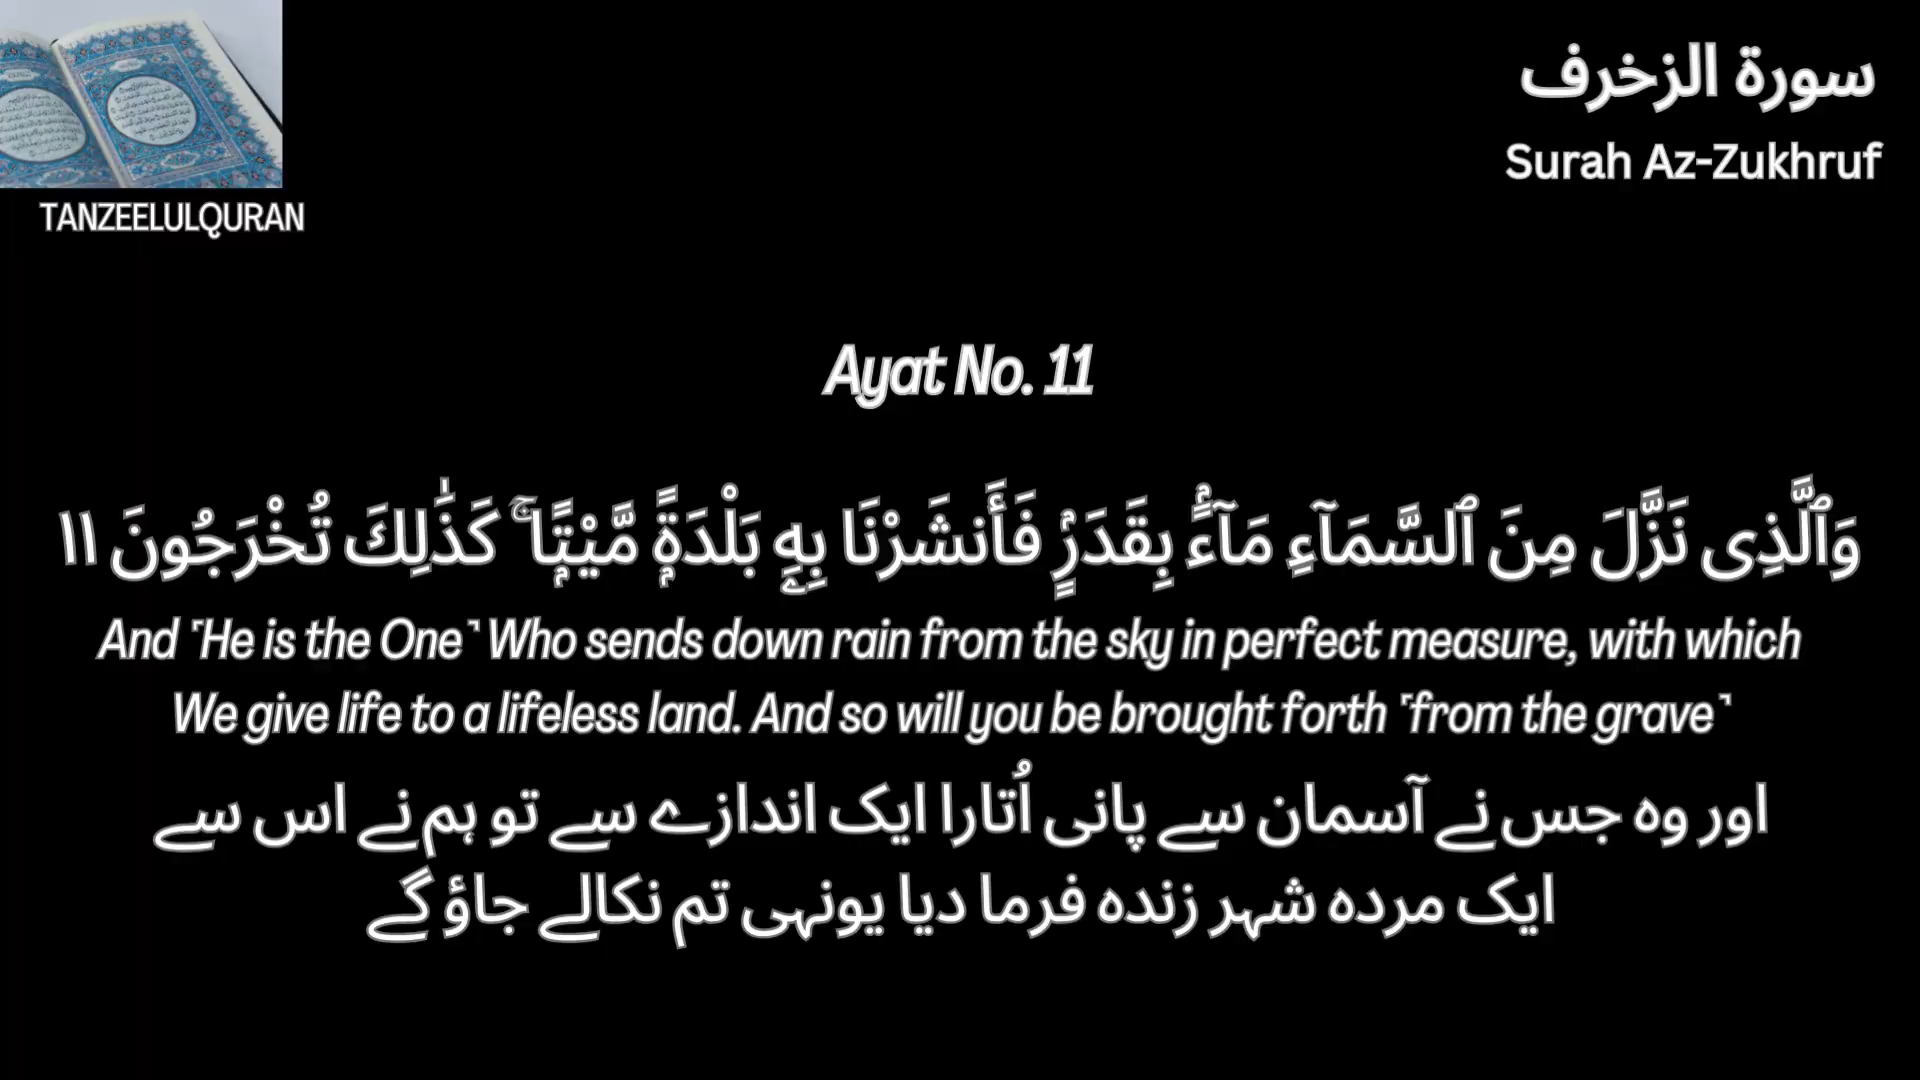 سورة الزخرف
Surah Az-Zukhruf
TANZEELULQURAN
Ayat No. 11
وَٱلَّذِى نَزَّلَ مِنَ ٱلسَّمَآءِ مَآءًۢ بِقَدَرٍۢ فَأَنشَرْنَا بِهِۦ بَلْدَةًۭ مَّيْتًۭا ۚ كَذَٰلِكَ تُخْرَجُونَ ١١
And ˹He is the One˺ Who sends down rain from the sky in perfect measure, with which
We give life to a lifeless land. And so will you be brought forth ˹from the grave˺
اور وہ جس نے آسمان سے پانی اُتارا ایک اندازے سے تو ہم نے اس سے
ایک مردہ شہر زندہ فرما دیا یونہی تم نکالے جاؤ گے